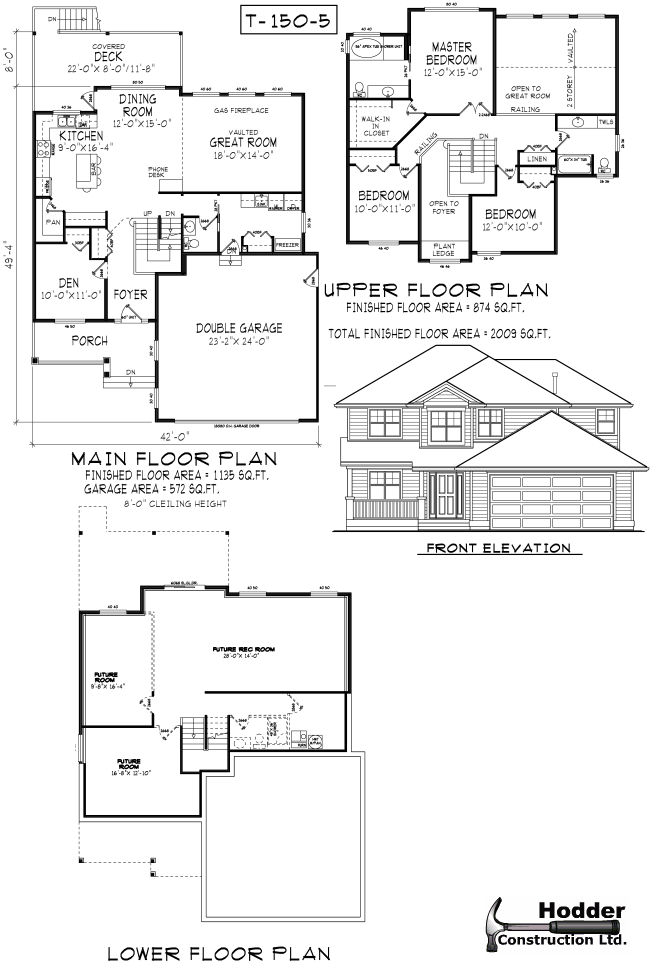 T-150-5
DN
COVERED
DECK
22'-0"X 8'-0"/11'-8"
8'-0"
DINING
ROOM
12'-0"X15'-0"
KITCHEN
9'-0"X16'-4"
BAR
GAS FIREPLACE
VAULTED
GREAT ROOM
18'-0"X14'-0"
PHONE
DESK
PAN
UP
DN
FREEZER
DN
DEN
10'-0"X11'-0"
FOYER
PORCH
DN
DOUBLE GARAGE
23'-2"X 24'-0"
49'-4"
42'-0"
MAIN FLOOR PLAN
FINISHED FLOOR AREA = 1135 SQ.FT.
GARAGE AREA = 572 SQ.FT.
8'-0" CLEILING HEIGHT
MASTER
BEDROOM
12'-0"X15'-0"
WALK-IN
IN
CLOSET
OPEN TO
GREAT ROOM
RAILING
2 STOREY VAULTED
RAILING
DN
LINEN
TWLS
BEDROOM
10'-0"X11'-0"
OPEN TO
FOYER
BEDROOM
12'-0"X10'-0"
PLANT
LEDGE
UPPER FLOOR PLAN
FINISHED FLOOR AREA = 874 SQ.FT.
TOTAL FINISHED FLOOR AREA = 2009 SQ.FT.
FRONT ELEVATION
FUTURE REC ROOM
28'-0"X 14'-0"
FUTURE
ROOM
9'-8"X 16'-4"
FUTURE
ROOM
16'-8"X 12'-10"
LOWER FLOOR PLAN
Hodder
Construction Ltd.